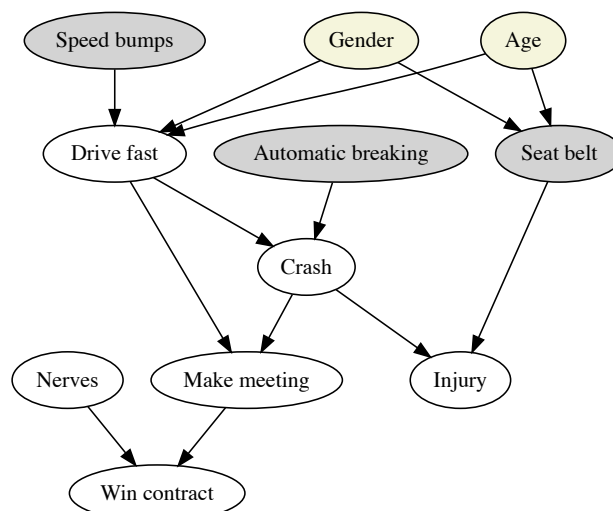 Speed bumps
Gender
Age
Drive fast
Automatic breaking
Seat belt
Crash
Nerves
Make meeting
Injury
Win contract